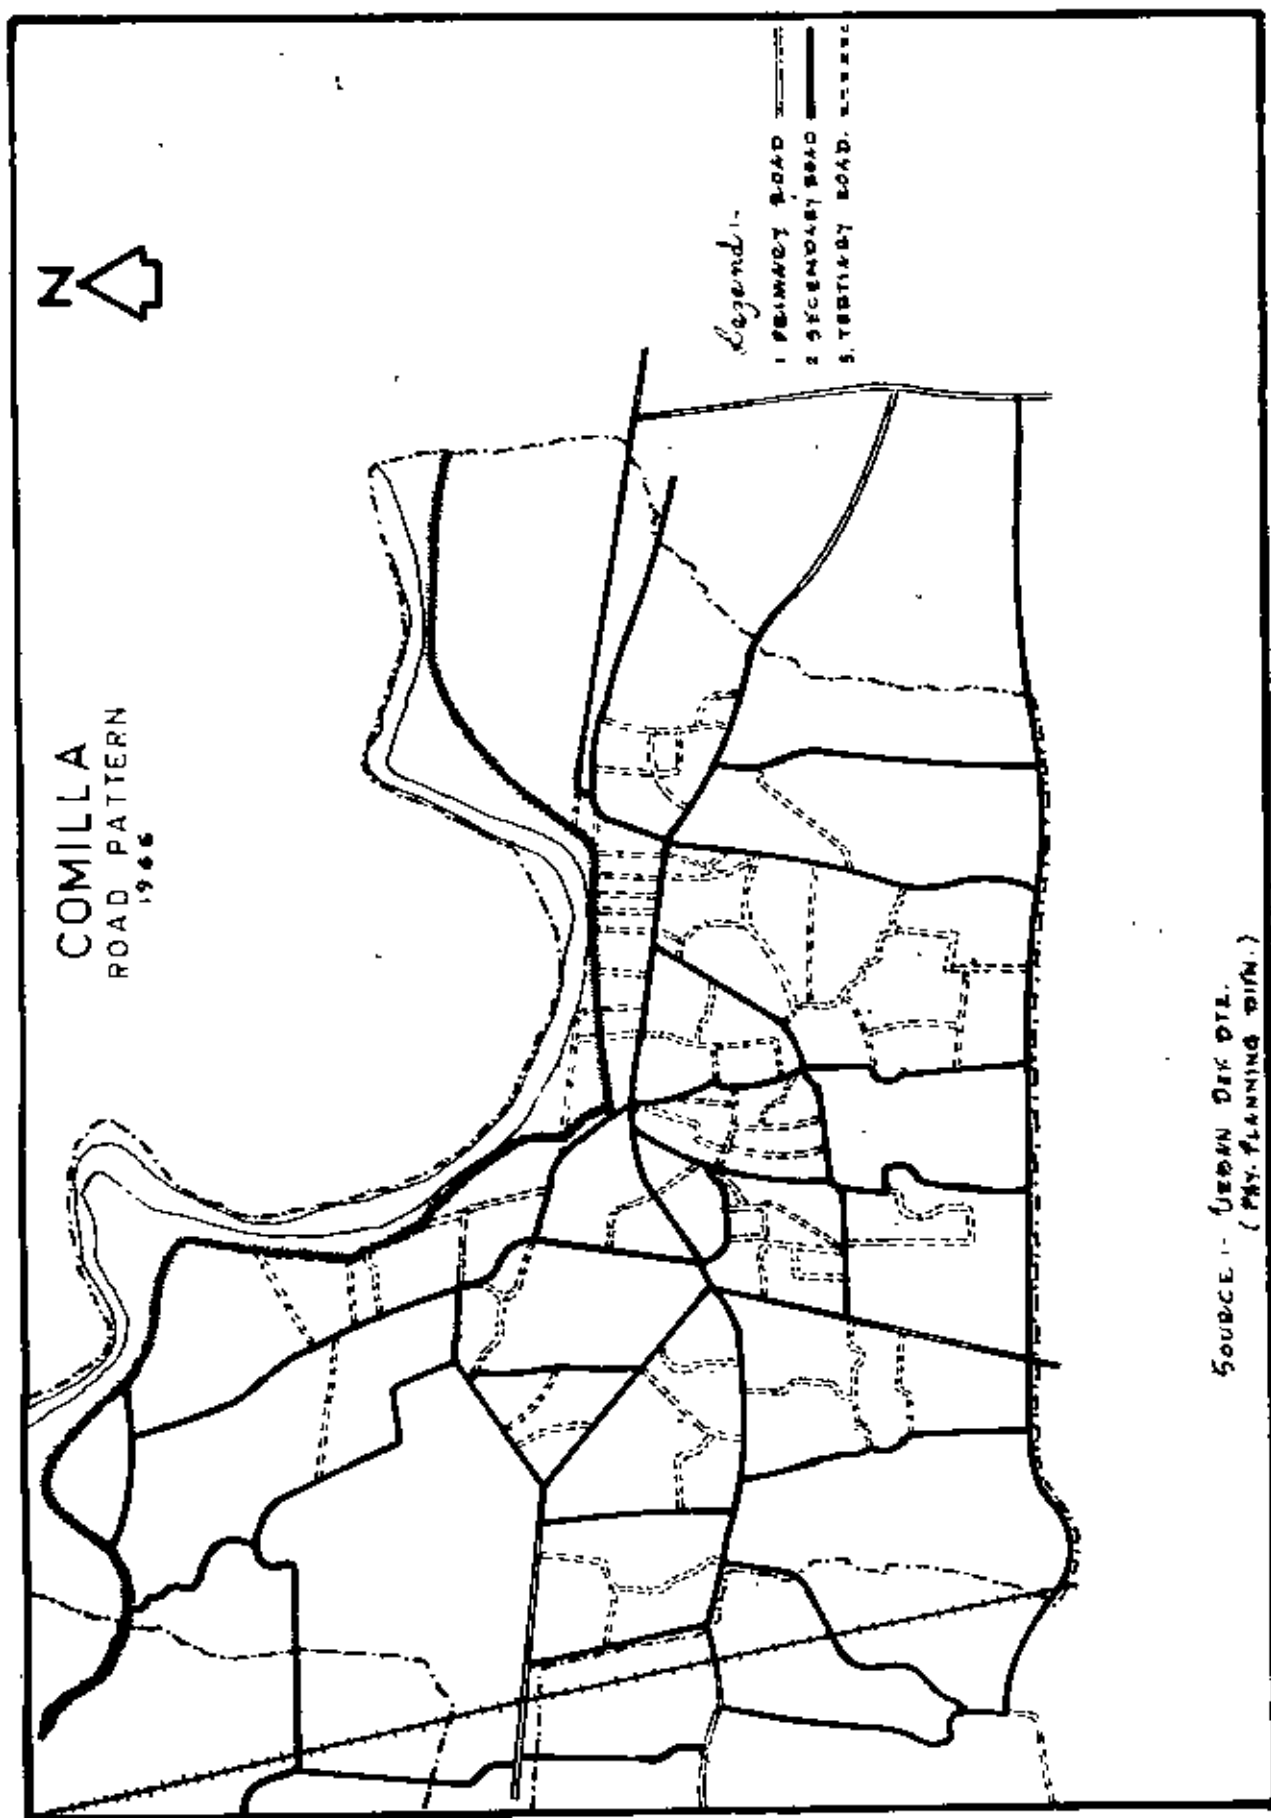 COMILLA
ROAD PATTERN
1966
N
Legend:-
1 PRIMARY ROAD
2 SECENDARY ROAD
3. TERTIARY ROAD.
SOURCE:- URBAN DEV DTE.
( PHY. PLANNING DIVN.)